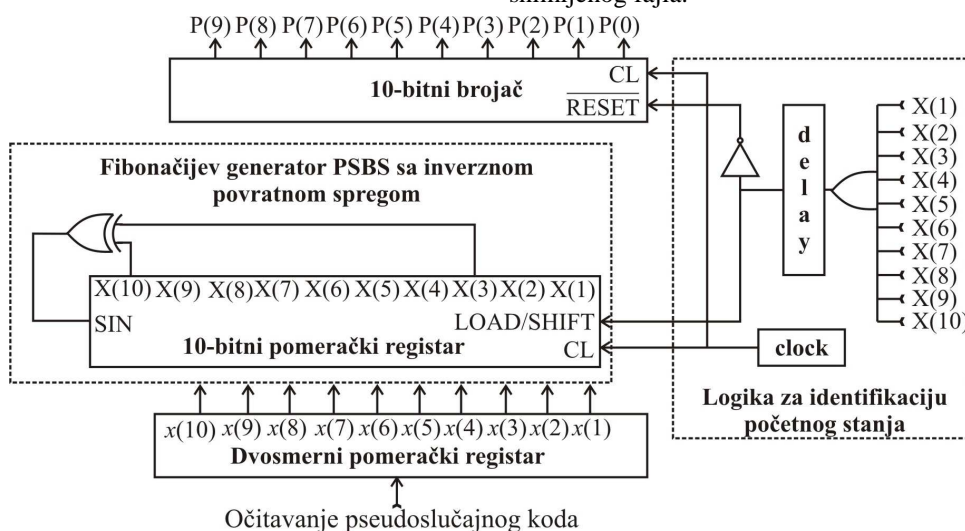 snimljenog fajla.
P(9) P(8) P(7) P(6) P(5) P(4) P(3) P(2) P(1) P(0)
CL
10-bitni brojač
RESET
d
e
l
a
y
X(1)
X(2)
X(3)
X(4)
X(5)
X(6)
X(7)
X(8)
X(9)
X(10)
Fibonačijev generator PSBS sa inverznom
povratnom spregom
X(10) X(9) X(8) X(7) X(6) X(5) X(4) X(3) X(2) X(1)
SIN
LOAD/SHIFT
10-bitni pomerački registar
CL
clock
Logika za identifikaciju
početnog stanja
x(10) x(9) x(8) x(7) x(6) x(5) x(4) x(3) x(2) x(1)
Dvosmerni pomerački registar
Očitavanje pseudoslučajnog koda